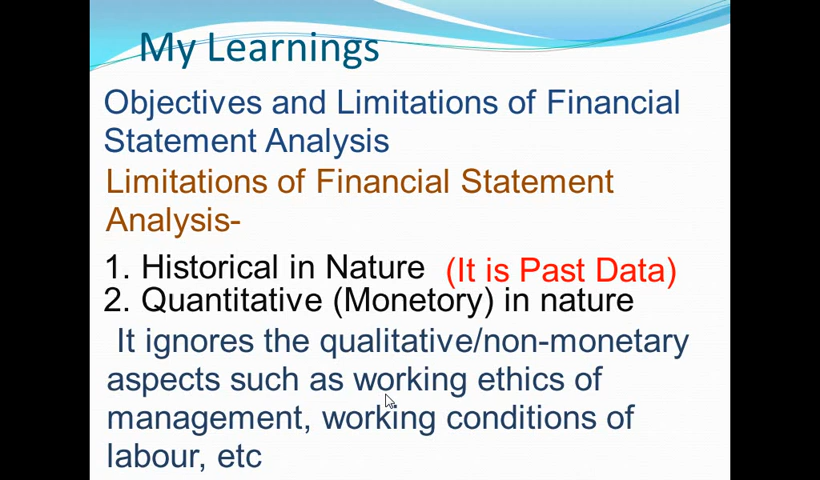 My Learnings
Objectives and Limitations of Financial
Statement Analysis
Limitations of Financial Statement
Analysis-
1. Historical in Nature (It is Past Data)
2. Quantitative (Monetory) in nature
It ignores the qualitative/non-monetary
aspects such as working ethics of
management, working conditions of
labour, etc